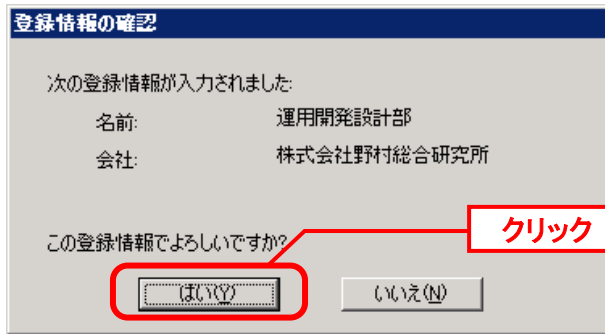 登録情報の確認
次の登録情報が入力されました:
名前: 運用開発設計部
会社: 株式会社野村総合研究所
この登録情報でよろしいですか?
クリック
はい(Y) いいえ(N)